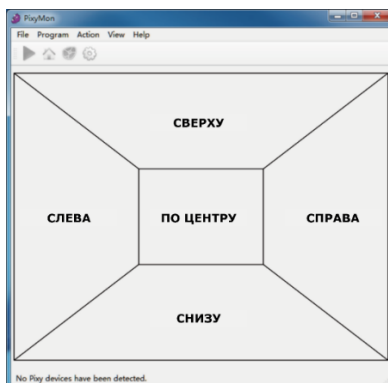 PixyMon
File Program Action View Help
СВЕРХУ
СЛЕВА ПО ЦЕНТРУ СПРАВА
СНИЗУ
No Pixy devices have been detected.